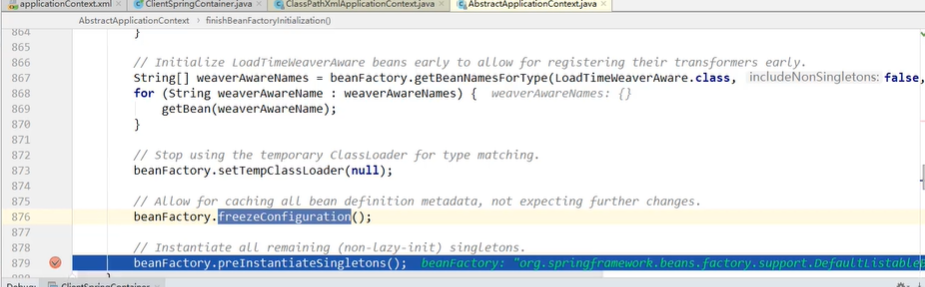 applicationContext.xml × ClientSpringContainer.java × ClassPathXmlApplicationContext.java × AbstractApplicationContext.java ×
AbstractApplicationContext › finishBeanFactoryInitialization()
864 }
865
866 // Initialize LoadTimeWeaverAware beans early to allow for registering their transformers early.
867 String[] weaverAwareNames = beanFactory.getBeanNamesForType(LoadTimeWeaverAware.class, includeNonSingletons: false,
868 for (String weaverAwareName : weaverAwareNames) { weaverAwareNames: {}
869 getBean(weaverAwareName);
870 }
871
872 // Stop using the temporary ClassLoader for type matching.
873 beanFactory.setTempClassLoader(null);
874
875 // Allow for caching all bean definition metadata, not expecting further changes.
876 beanFactory.freezeConfiguration();
877
878 // Instantiate all remaining (non-lazy-init) singletons.
879 beanFactory.preInstantiateSingletons(); beanFactory: "org.springframework.beans.factory.support.DefaultListable
Debug: ClientSpringContainer